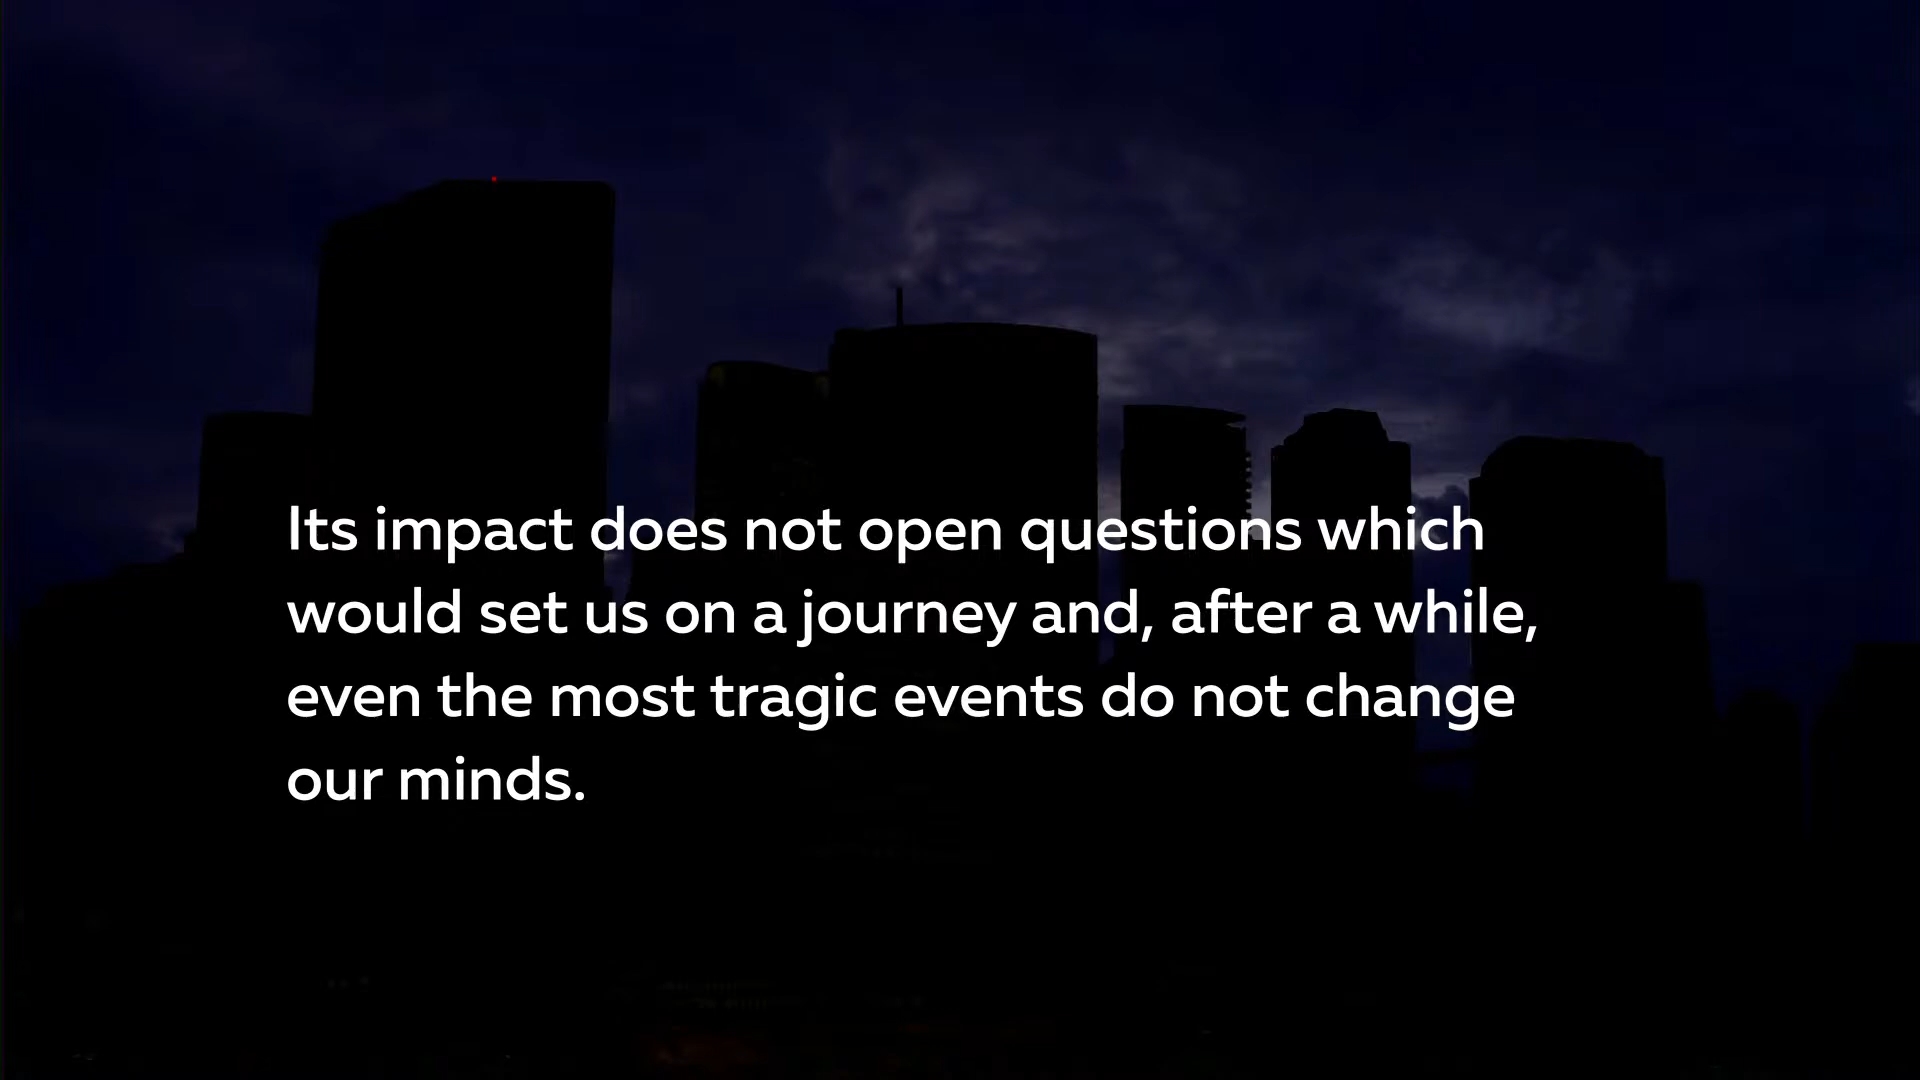 Its impact does not open questions which
would set us on a journey and, after a while,
even the most tragic events do not change
our minds.